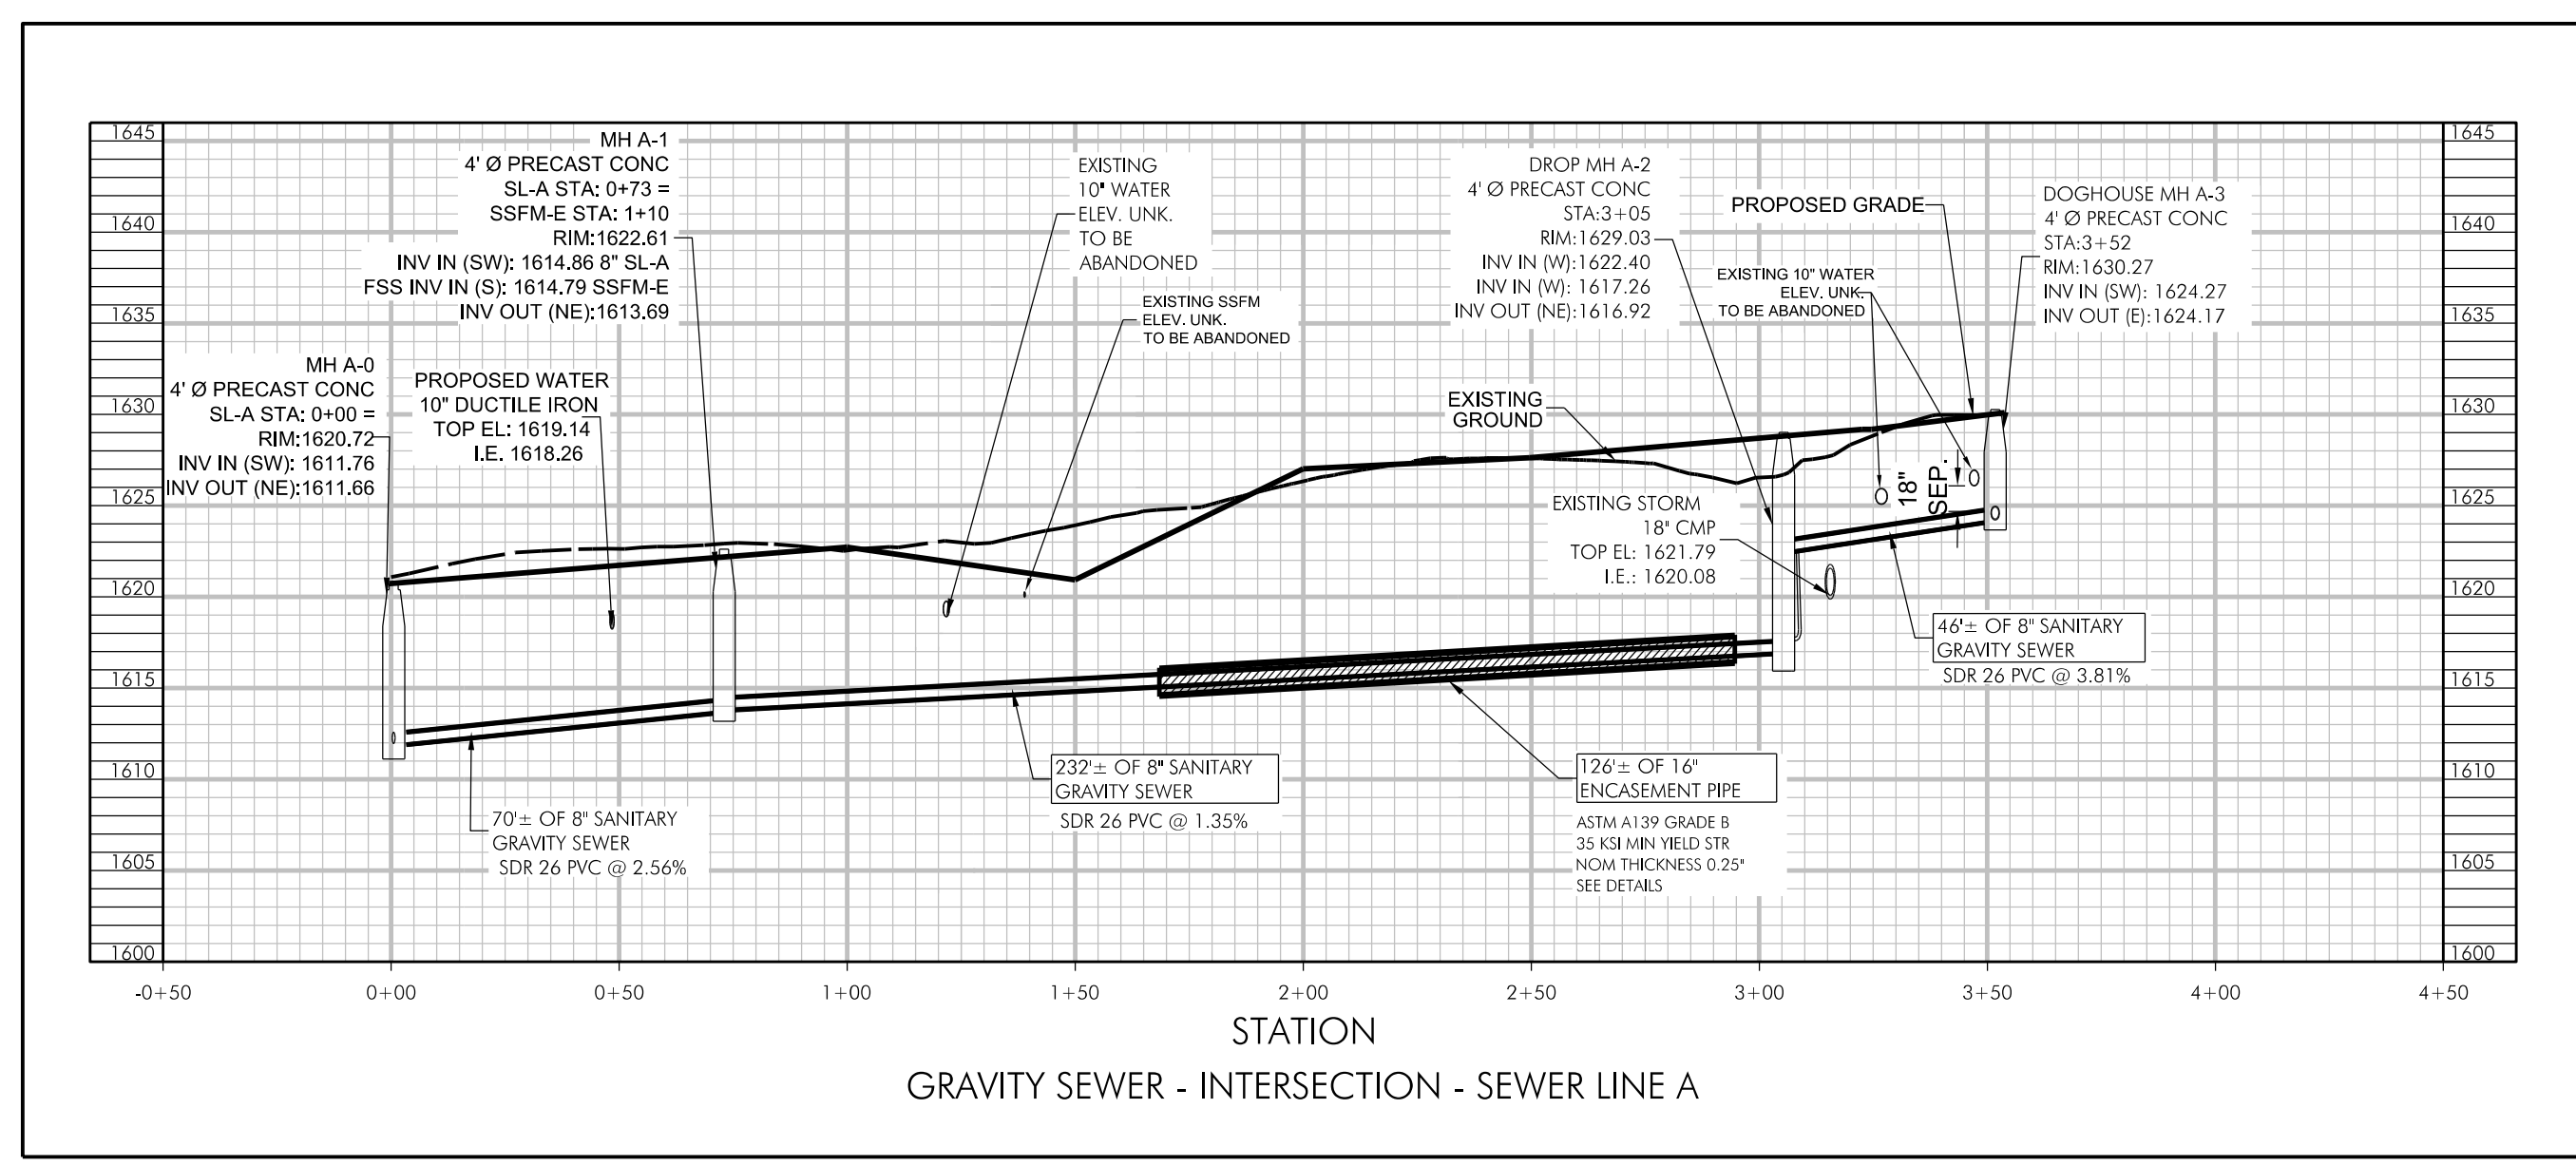 1645
1640
1635
1630
1625
1620
1615
1610
1605
1600
MH A-1
4' Ø PRECAST CONC
SL-A STA: 0+73 =
SSFM-E STA: 1+10
RIM:1622.61
INV IN (SW): 1614.86 8" SL-A
FSS INV IN (S): 1614.79 SSFM-E
INV OUT (NE):1613.69
MH A-0
4' Ø PRECAST CONC
SL-A STA: 0+00 =
RIM:1620.72
INV IN (SW): 1611.76
INV OUT (NE):1611.66
PROPOSED WATER
10" DUCTILE IRON
TOP EL: 1619.14
I.E. 1618.26
EXISTING
10" WATER
ELEV. UNK.
TO BE
ABANDONED
EXISTING SSFM
ELEV. UNK.
TO BE ABANDONED
DROP MH A-2
4' Ø PRECAST CONC
STA:3+05
RIM:1629.03
INV IN (W):1622.40
INV IN (W): 1617.26
INV OUT (NE):1616.92
PROPOSED GRADE
EXISTING 10" WATER
ELEV. UNK.
TO BE ABANDONED
DOGHOUSE MH A-3
4' Ø PRECAST CONC
STA:3+52
RIM:1630.27
INV IN (SW): 1624.27
INV OUT (E):1624.17
EXISTING
GROUND
18"
SEP.
EXISTING STORM
18" CMP
TOP EL: 1621.79
I.E.: 1620.08
46'± OF 8" SANITARY
GRAVITY SEWER
SDR 26 PVC @ 3.81%
70'± OF 8" SANITARY
GRAVITY SEWER
SDR 26 PVC @ 2.56%
232'± OF 8" SANITARY
GRAVITY SEWER
SDR 26 PVC @ 1.35%
126'± OF 16"
ENCASEMENT PIPE
ASTM A139 GRADE B
35 KSI MIN YIELD STR
NOM THICKNESS 0.25"
SEE DETAILS
1645
1640
1635
1630
1625
1620
1615
1610
1605
1600
-0+50 0+00 0+50 1+00 1+50 2+00 2+50 3+00 3+50 4+00 4+50
STATION
GRAVITY SEWER - INTERSECTION - SEWER LINE A